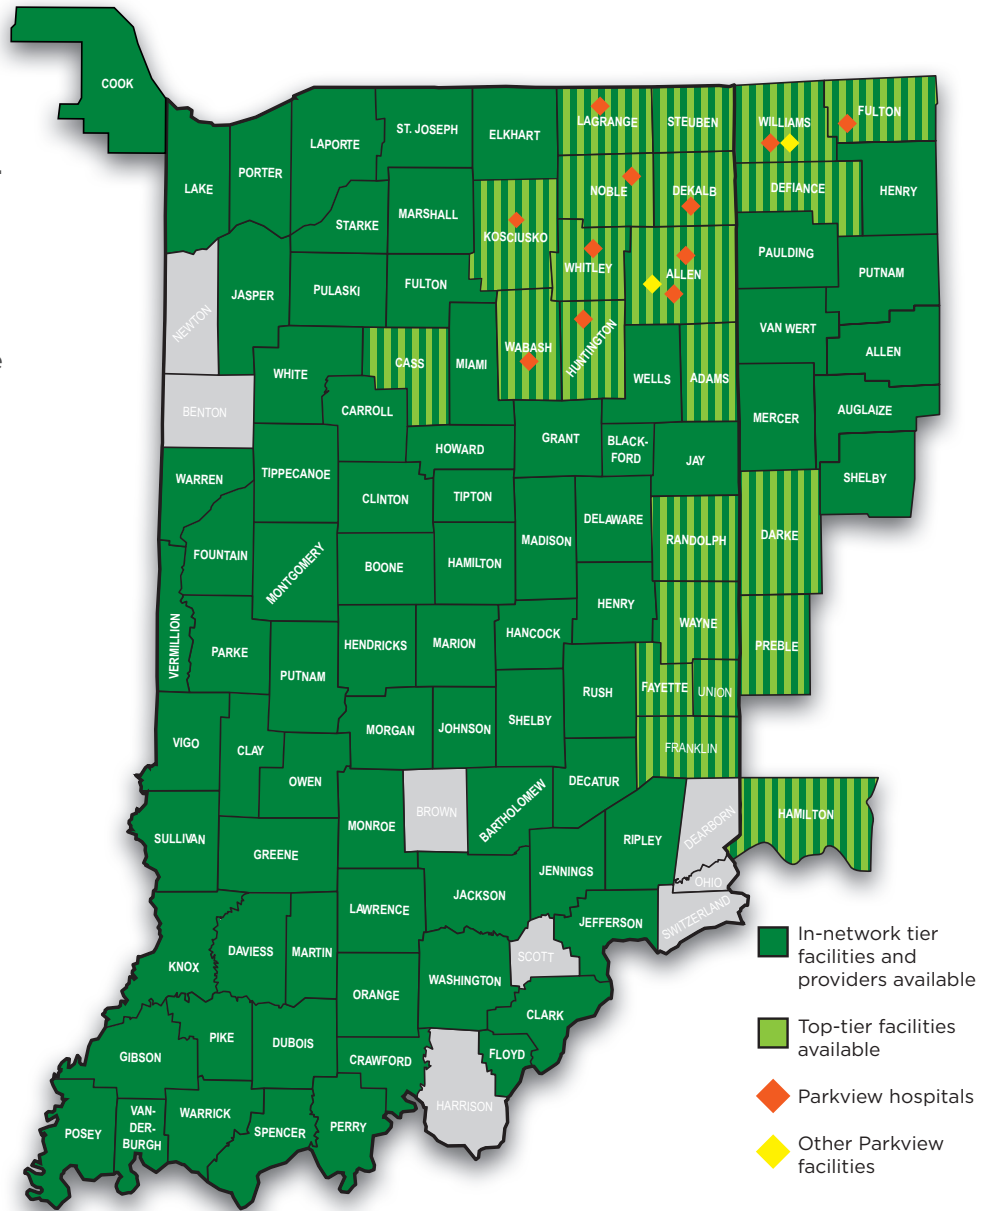 COOK
LAKE
PORTER
LAPORTE
ST. JOSEPH
ELKHART
LAGRANGE
STEUBEN
WILLIAMS
FULTON
NOBLE
DEKALB
DEFIANCE
HENRY
STARKE
MARSHALL
KOSCIUSKO
WHITLEY
ALLEN
PAULDING
PUTNAM
NEWTON
JASPER
PULASKI
FULTON
MIAMI
WABASH
HUNTINGTON
WELLS
ADAMS
VAN WERT
ALLEN
WHITE
CASS
CARROLL
BENTON
MERCER
AUGLAIZE
SHELBY
WARREN
TIPPECANOE
HOWARD
GRANT
BLACK-
FORD
JAY
CLINTON
TIPTON
FOUNTAIN
MONTGOMERY
BOONE
HAMILTON
MADISON
DELAWARE
RANDOLPH
DARKE
VERMILLION
PARKE
PUTNAM
HENDRICKS
MARION
HANCOCK
HENRY
WAYNE
PREBLE
RUSH
FAYETTE
UNION
VIGO
CLAY
OWEN
MORGAN
JOHNSON
SHELBY
DECATUR
FRANKLIN
SULLIVAN
GREENE
MONROE
BROWN
BARTHOLOMEW
JENNINGS
RIPLEY
DEARBORN
HAMILTON
OHIO
SWITZERLAND
KNOX
DAVIESS
MARTIN
LAWRENCE
JACKSON
SCOTT
JEFFERSON
ORANGE
WASHINGTON
CLARK
GIBSON
PIKE
DUBOIS
CRAWFORD
FLOYD
HARRISON
POSEY
VAN-
DER-
BURGH
WARRICK
SPENCER
PERRY
In-network tier
facilities and
providers available
Top-tier facilities
available
Parkview hospitals
Other Parkview
facilities